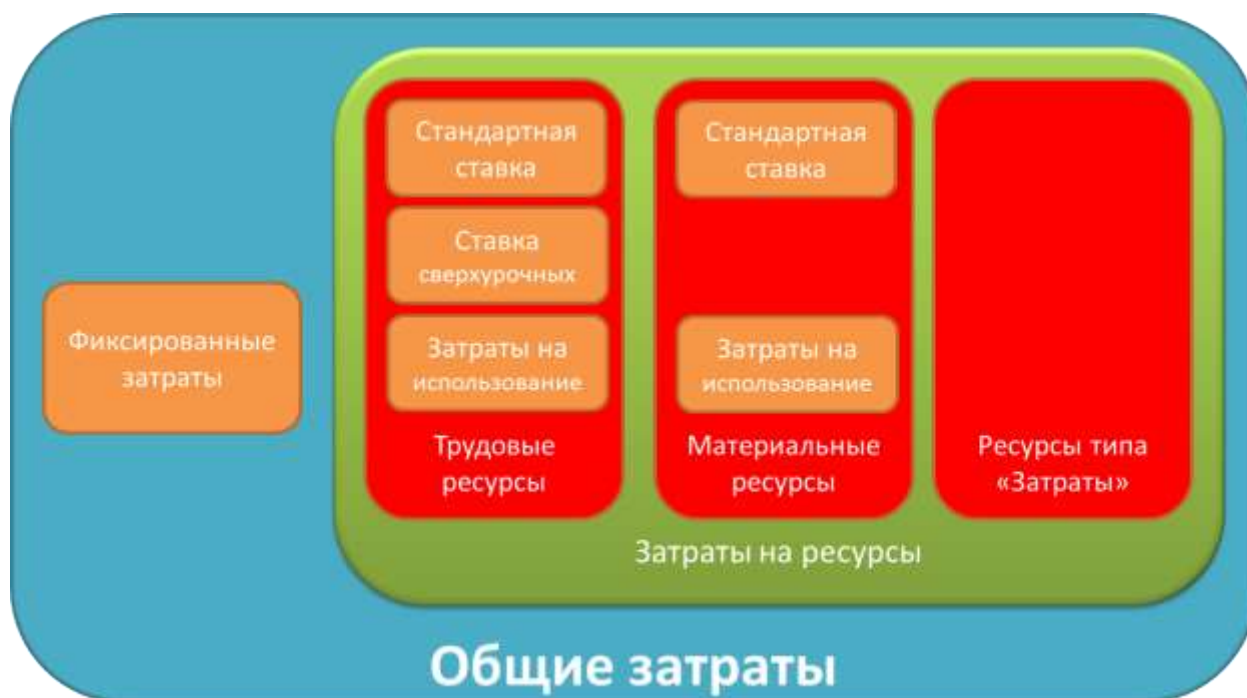 Фиксированные
затраты
Стандартная
ставка
Ставка
сверхурочных
Затраты на
использование
Трудовые
ресурсы
Стандартная
ставка
Затраты на
использование
Материальные
ресурсы
Ресурсы типа
«Затраты»
Затраты на ресурсы
Общие затраты